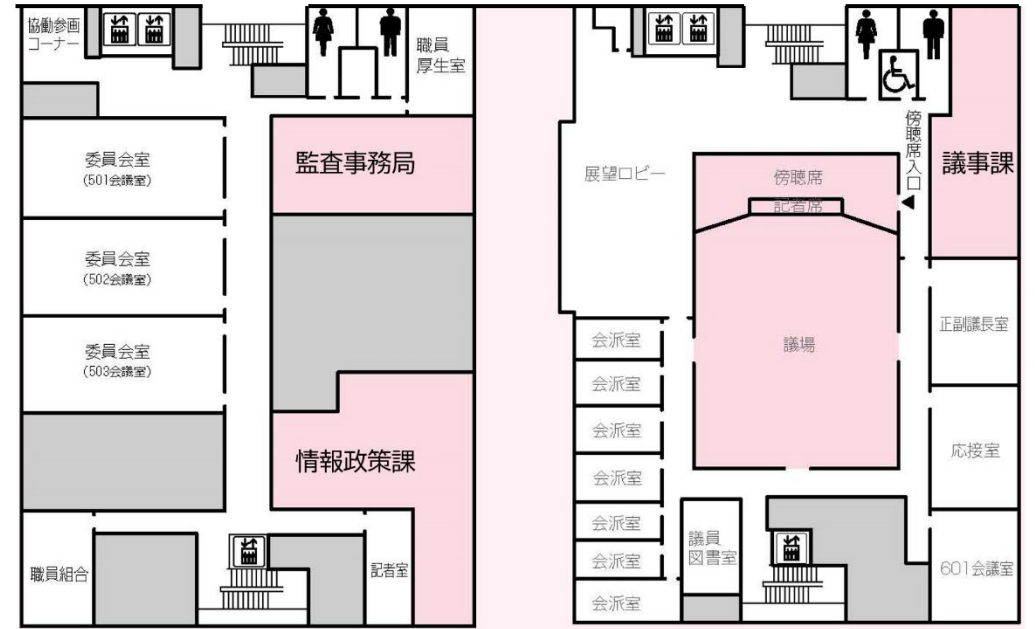 協働参画
コーナー
職員
厚生室
委員会室
(501会議室)
監査事務局
委員会室
(502会議室)
委員会室
(503会議室)
情報政策課
職員組合
記者室
展望ロビー
傍聴席
記者席
傍聴席入口
議事課
議場
正副議長室
応接室
601会議室
会派室
会派室
会派室
会派室
会派室
会派室
会派室
議員
図書室